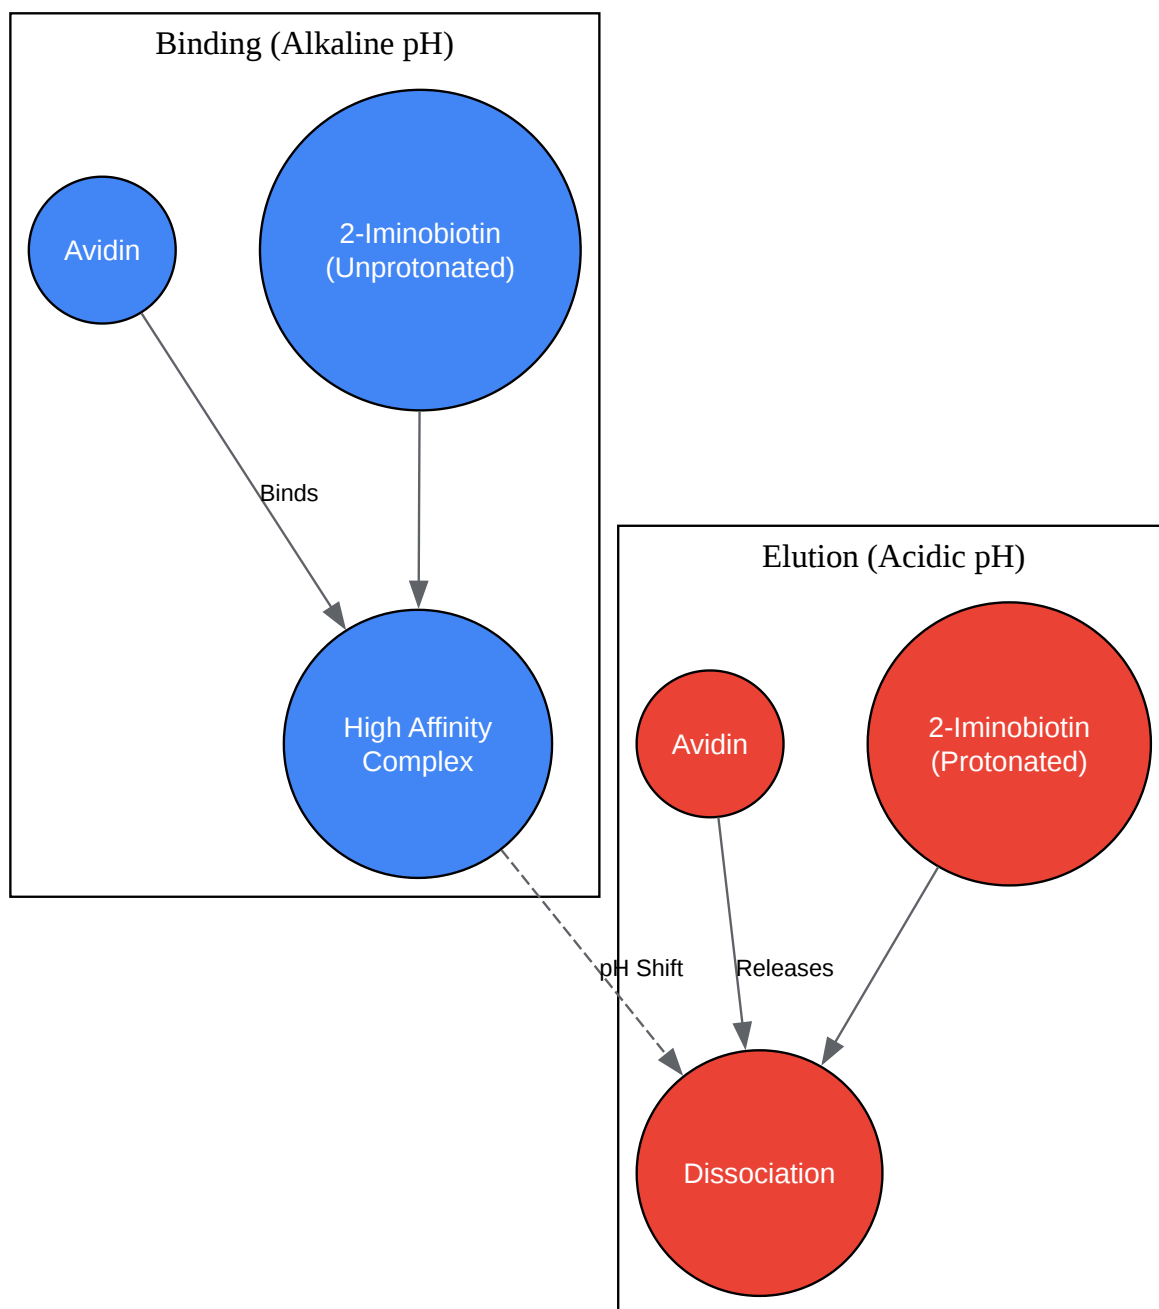 Binding (Alkaline pH)
Avidin
2-Iminobiotin
(Unprotonated)
Binds
High Affinity
Complex
Elution (Acidic pH)
Avidin
2-Iminobiotin
(Protonated)
pH Shift
Releases
Dissociation